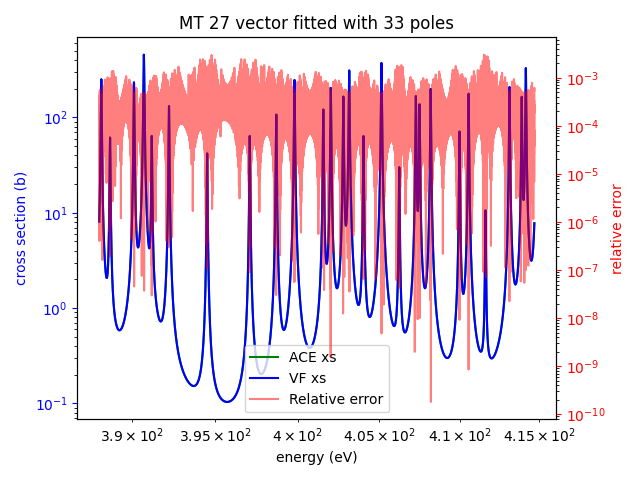 MT 27 vector fitted with 33 poles
cross section (b)
10²
10¹
10⁰
10⁻¹
10⁻³
10⁻⁴
10⁻⁵
10⁻⁶
10⁻⁷
10⁻⁸
10⁻⁹
10⁻¹⁰
relative error
ACE xs
VF xs
Relative error
3.9 × 10² 3.95 × 10² 4 × 10² 4.05 × 10² 4.1 × 10² 4.15 × 10²
energy (eV)